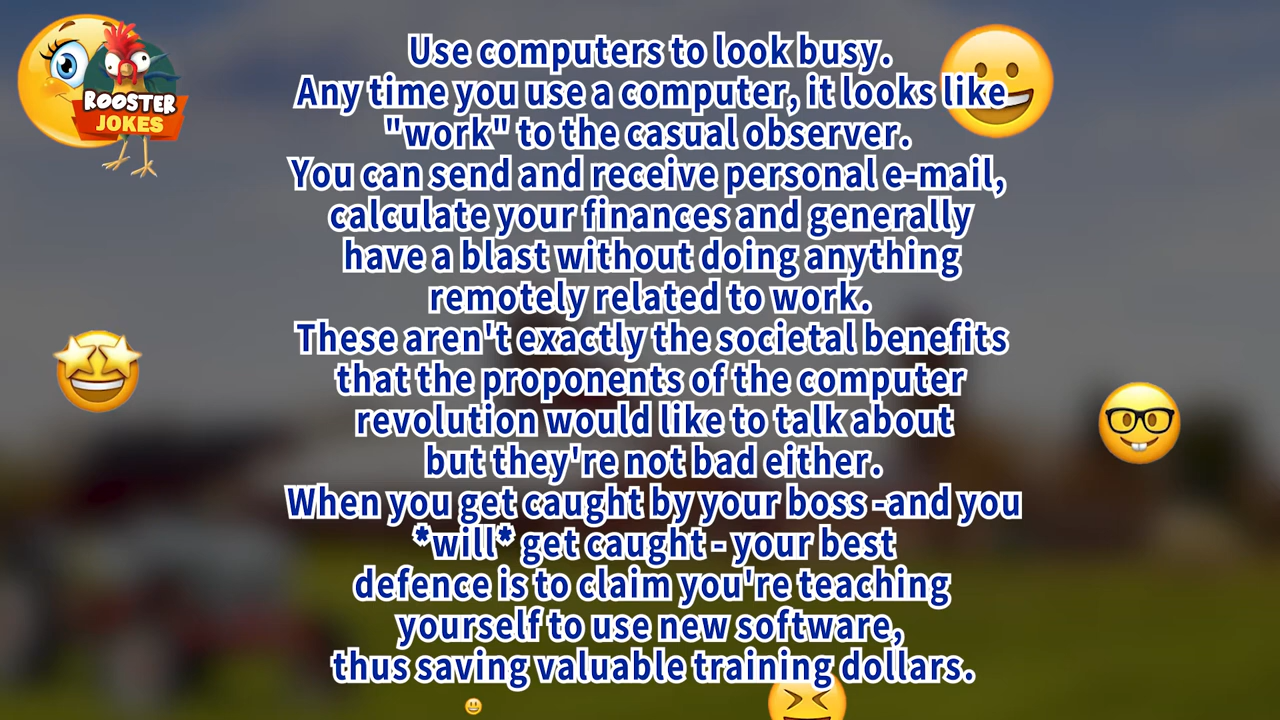 ROOSTER
JOKES
Use computers to look busy.
Any time you use a computer, it looks like
"work" to the casual observer.
You can send and receive personal e-mail,
calculate your finances and generally
have a blast without doing anything
remotely related to work.
These aren't exactly the societal benefits
that the proponents of the computer
revolution would like to talk about
but they're not bad either.
When you get caught by your boss -and you
*will* get caught - your best
defence is to claim you're teaching
yourself to use new software,
thus saving valuable training dollars.